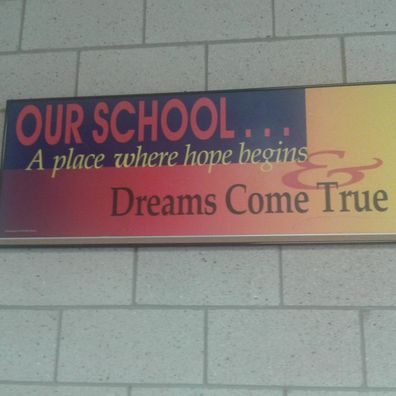 OUR SCHOOL...
A place where hope begins
&
Dreams Come True